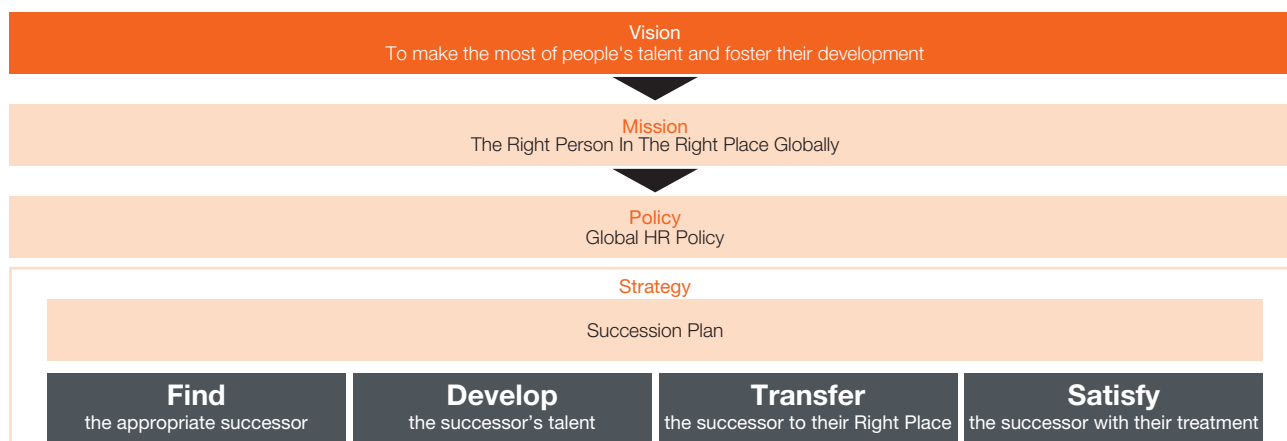 Vision
To make the most of people's talent and foster their development
Mission
The Right Person In The Right Place Globally
Policy
Global HR Policy
Strategy
Succession Plan
Find
the appropriate successor
Develop
the successor’s talent
Transfer
the successor to their Right Place
Satisfy
the successor with their treatment